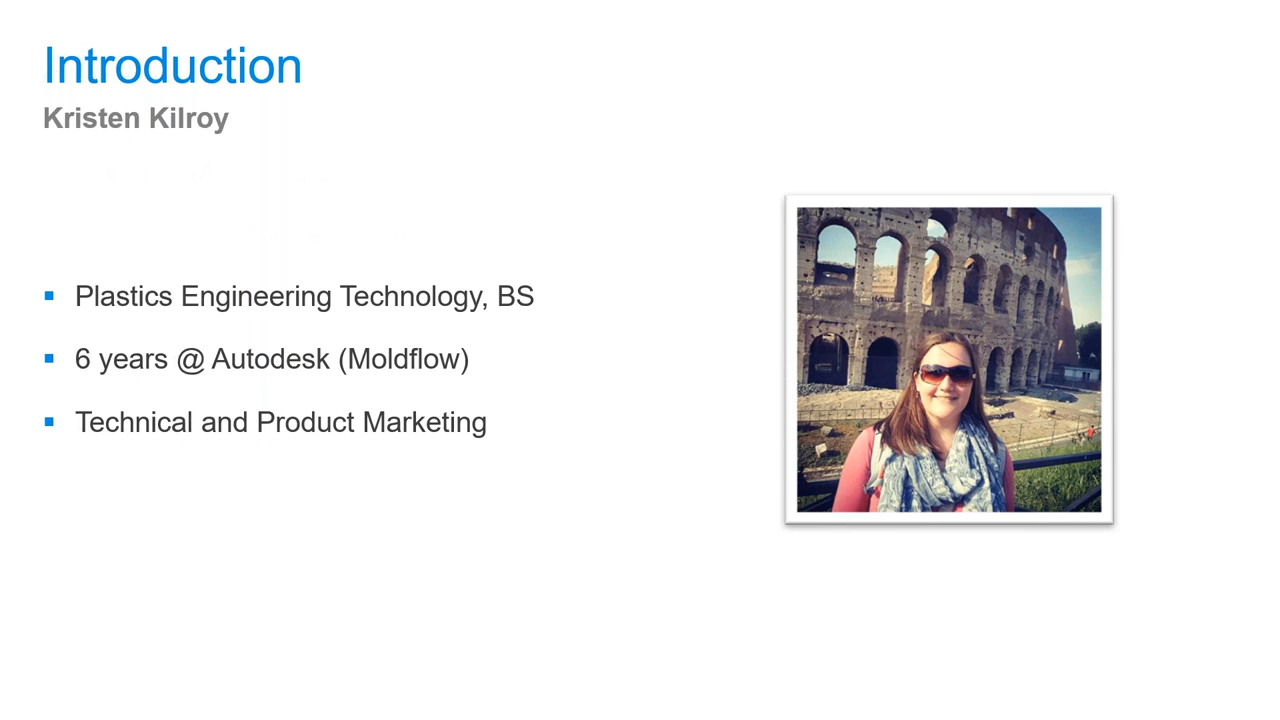 Introduction
Kristen Kilroy
▪ Plastics Engineering Technology, BS
▪ 6 years @ Autodesk (Moldflow)
▪ Technical and Product Marketing